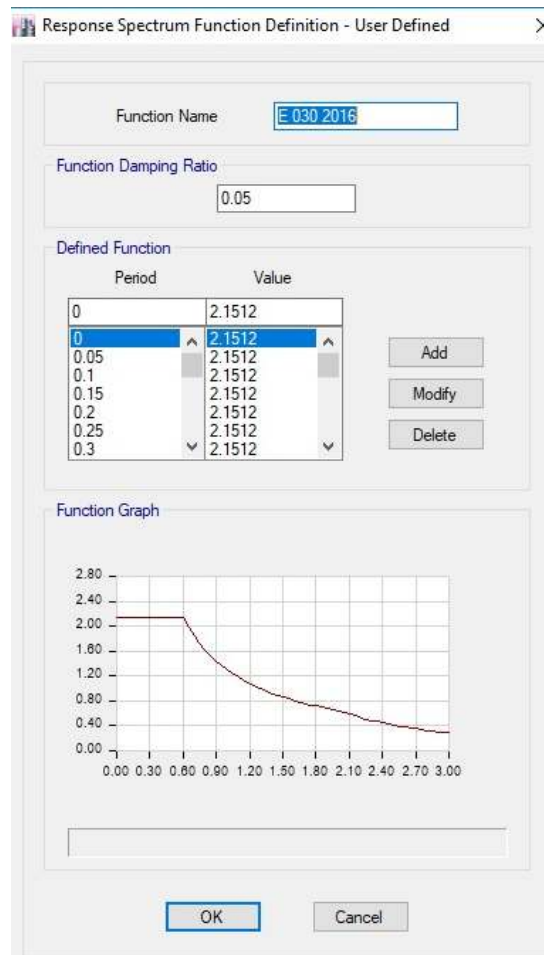 Response Spectrum Function Definition - User Defined
Function Name E 030 2016
Function Damping Ratio
0.05
Defined Function
Period Value
0 2.1512
0 2.1512
0.05 2.1512
0.1 2.1512
0.15 2.1512
0.2 2.1512
0.25 2.1512
0.3 2.1512
Add
Modify
Delete
Function Graph
2.80
2.40
2.00
1.60
1.20
0.80
0.40
0.00
0.00 0.30 0.60 0.90 1.20 1.50 1.80 2.10 2.40 2.70 3.00
OK Cancel